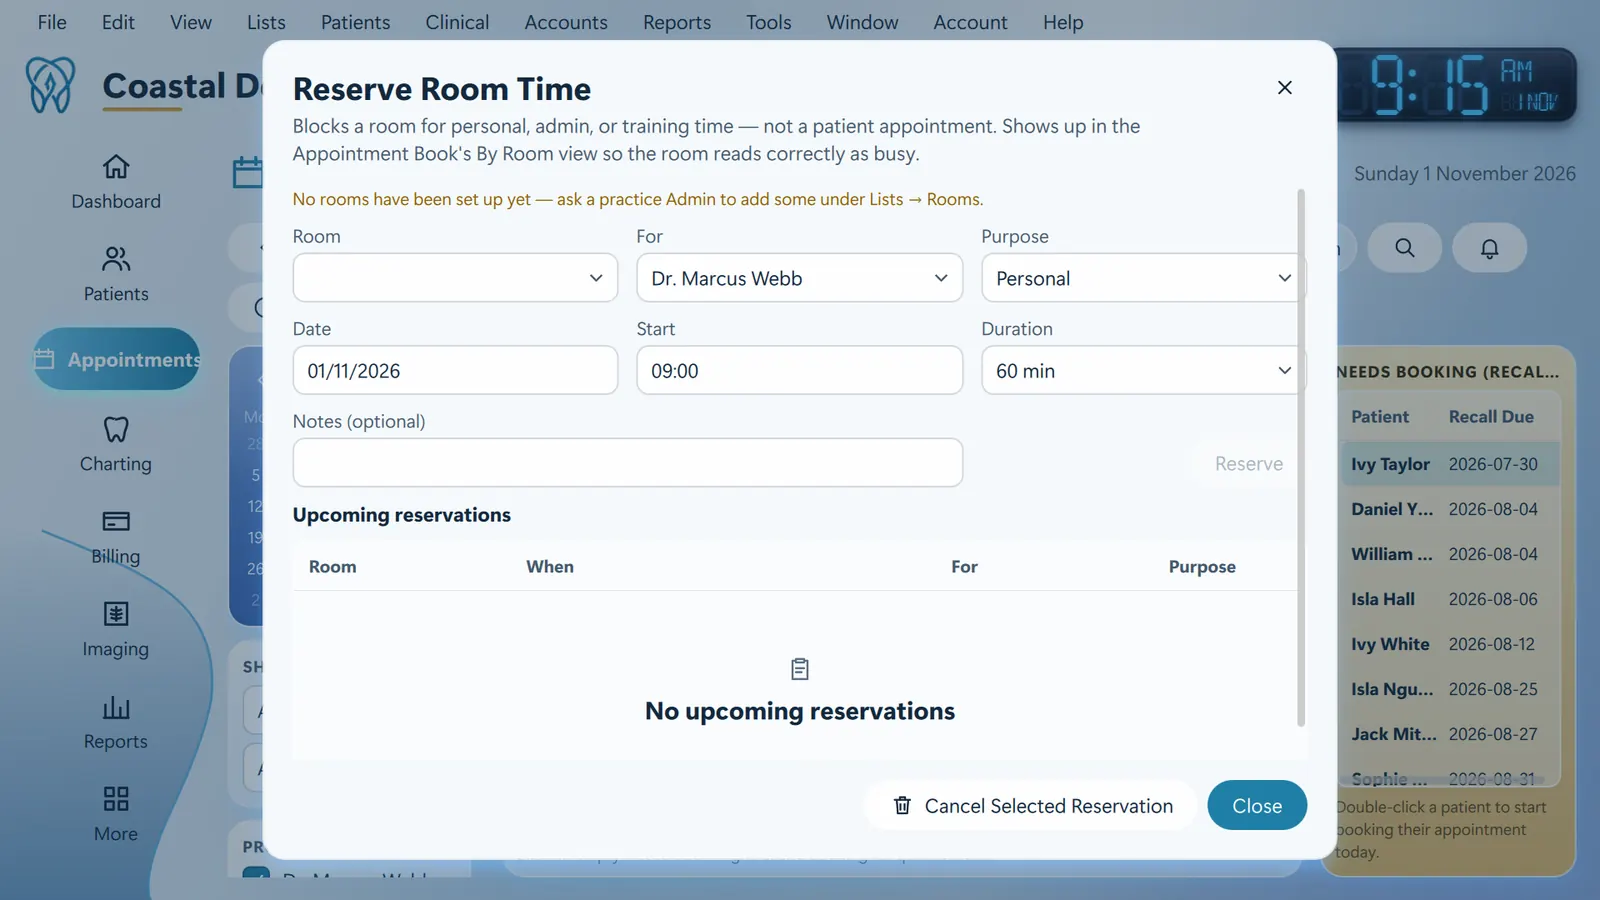 File Edit View Lists Patients Clinical Accounts Reports Tools Window Account Help
Coastal D
9:15 AM
1 NOV
Sunday 1 November 2026
Dashboard
Patients
Appointments
Charting
Billing
Imaging
Reports
More
Reserve Room Time
Blocks a room for personal, admin, or training time — not a patient appointment. Shows up in the
Appointment Book's By Room view so the room reads correctly as busy.
No rooms have been set up yet — ask a practice Admin to add some under Lists → Rooms.
Room For Purpose
Dr. Marcus Webb Personal
Date Start Duration
01/11/2026 09:00 60 min
Notes (optional)
Reserve
Upcoming reservations
Room When For Purpose
No upcoming reservations
Cancel Selected Reservation Close
NEEDS BOOKING (RECAL...
Patient Recall Due
Ivy Taylor 2026-07-30
Daniel Y... 2026-08-04
William ... 2026-08-04
Isla Hall 2026-08-06
Ivy White 2026-08-12
Isla Ngu... 2026-08-25
Jack Mit... 2026-08-27
Sophie ... 2026-08-31
Double-click a patient to start
booking their appointment
today.